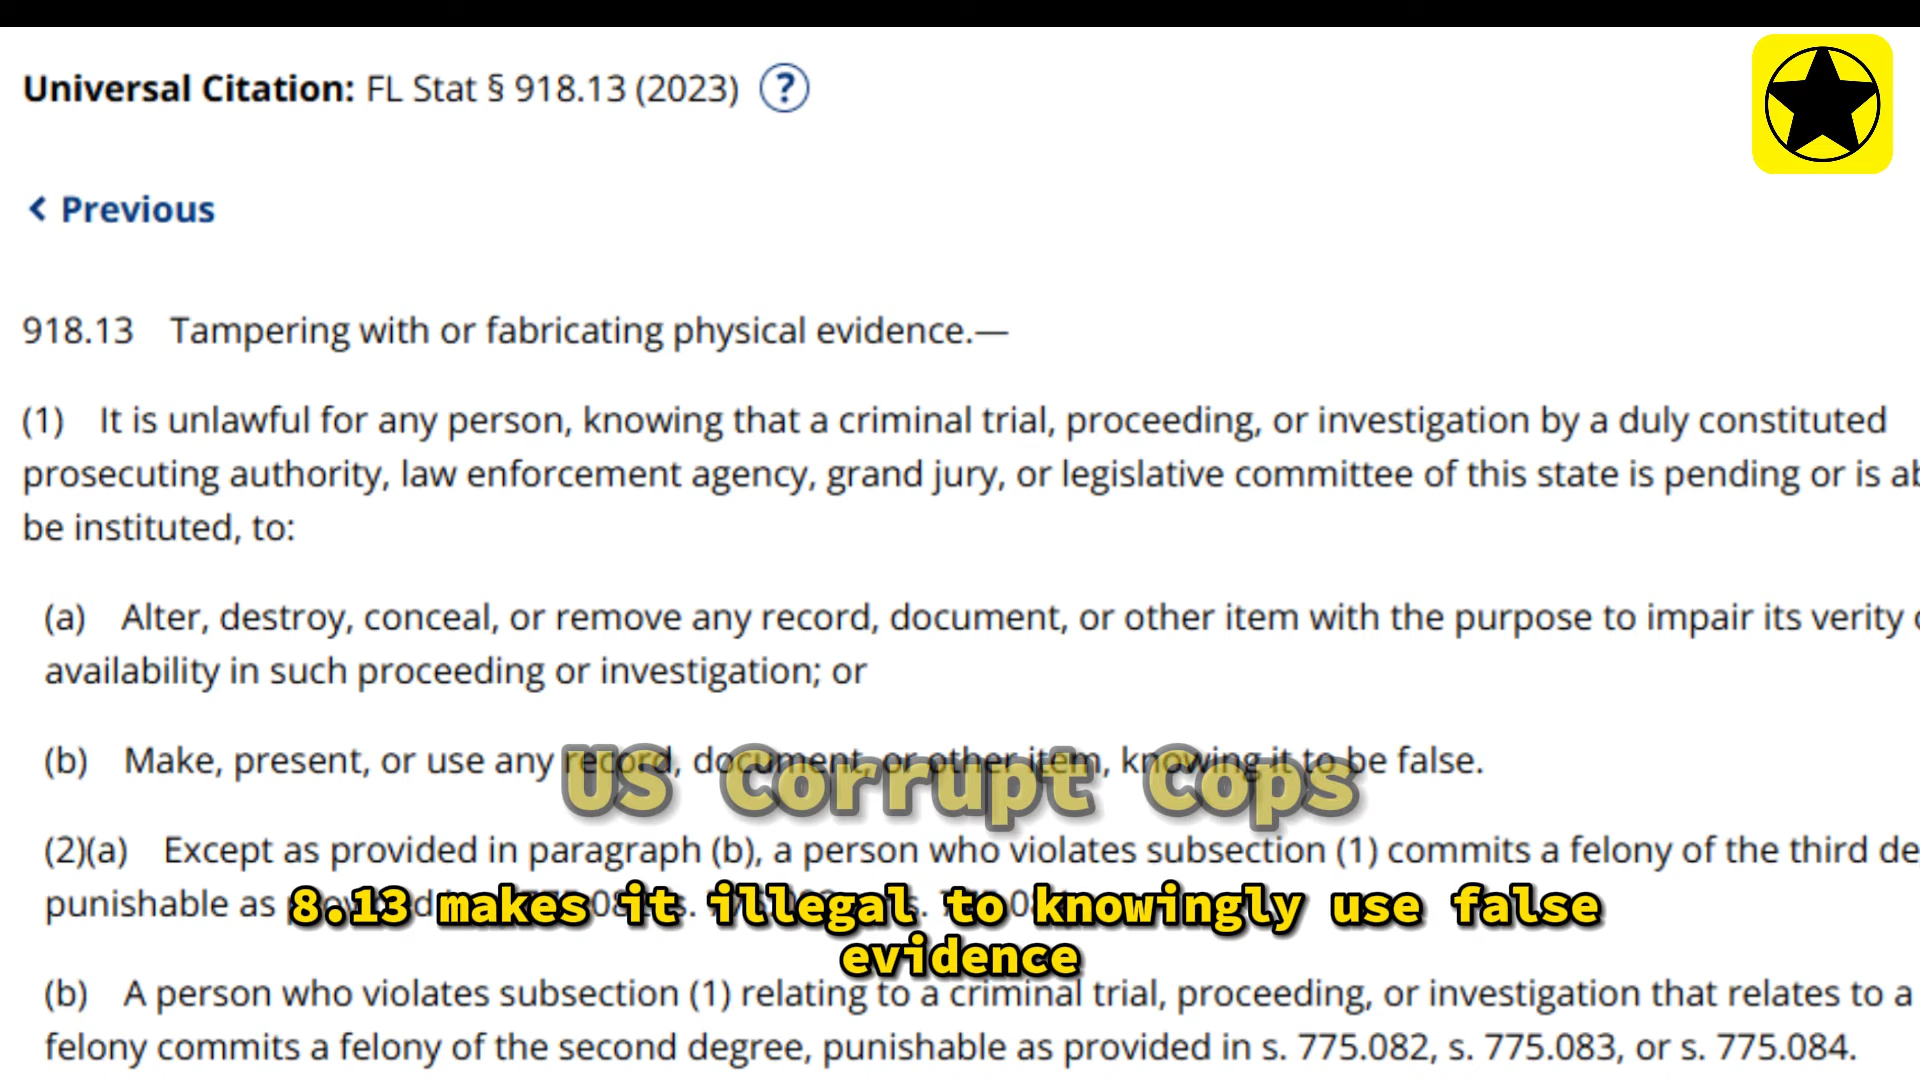 Universal Citation: FL Stat § 918.13 (2023) ?
Previous
918.13 Tampering with or fabricating physical evidence.—
(1) It is unlawful for any person, knowing that a criminal trial, proceeding, or investigation by a duly constituted
prosecuting authority, law enforcement agency, grand jury, or legislative committee of this state is pending or is
be instituted, to:
(a) Alter, destroy, conceal, or remove any record, document, or other item with the purpose to impair its verity
availability in such proceeding or investigation; or
(b) Make, present, or use any record, document, or other item, knowing it to be false.
US Corrupt Cops
(2)(a) Except as provided in paragraph (b), a person who violates subsection (1) commits a felony of the third
punishable as
8.13 makes it illegal to knowingly use false
evidence
(b) A person who violates subsection (1) relating to a criminal trial, proceeding, or investigation that relates to a
felony commits a felony of the second degree, punishable as provided in s. 775.082, s. 775.083, or s. 775.084.